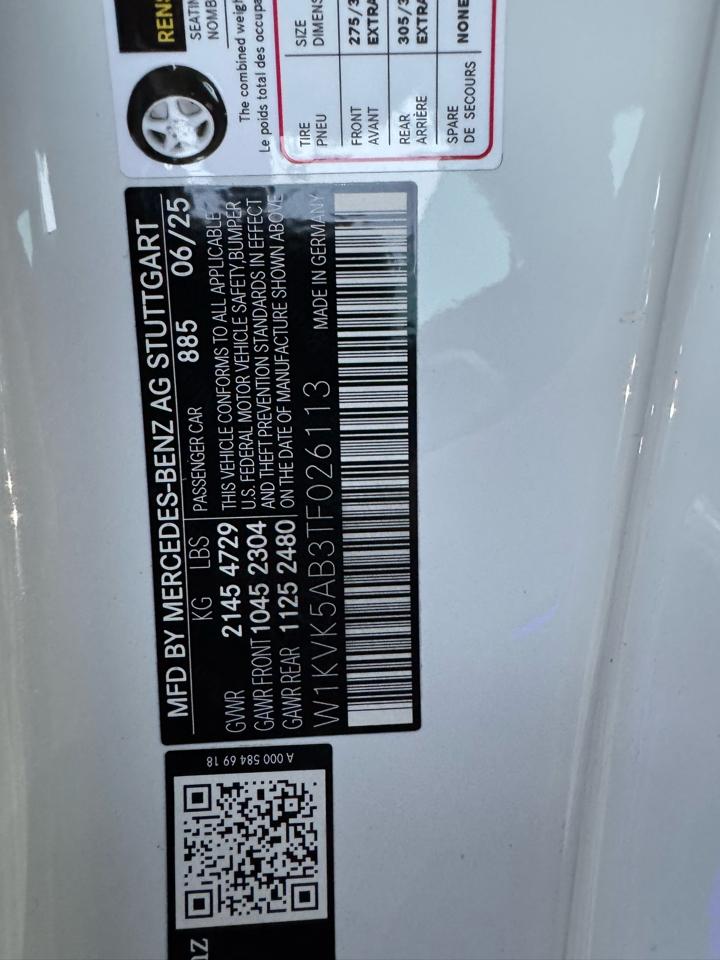 MFD BY MERCEDES-BENZ AG STUTTGART
KG LBS PASSENGER CAR 885 06/25
GVWR 2145 4729 THIS VEHICLE CONFORMS TO ALL APPLICABLE
GAWR FRONT 1045 2304 U.S. FEDERAL MOTOR VEHICLE SAFETY,BUMPER
GAWR REAR 1125 2480 AND THEFT PREVENTION STANDARDS IN EFFECT
ON THE DATE OF MANUFACTURE SHOWN ABOVE
W1KVK5AB3TF026113 MADE IN GERMANY
A 000 584 69 18
The combined weigh
Le poids total des occupa
TIRE SIZE
PNEU DIMENS
FRONT 275/3
AVANT EXTRA
REAR 305/3
ARRIÈRE EXTRA
SPARE NONE
DE SECOURS
SEATIN
NOMB
RENS
nz